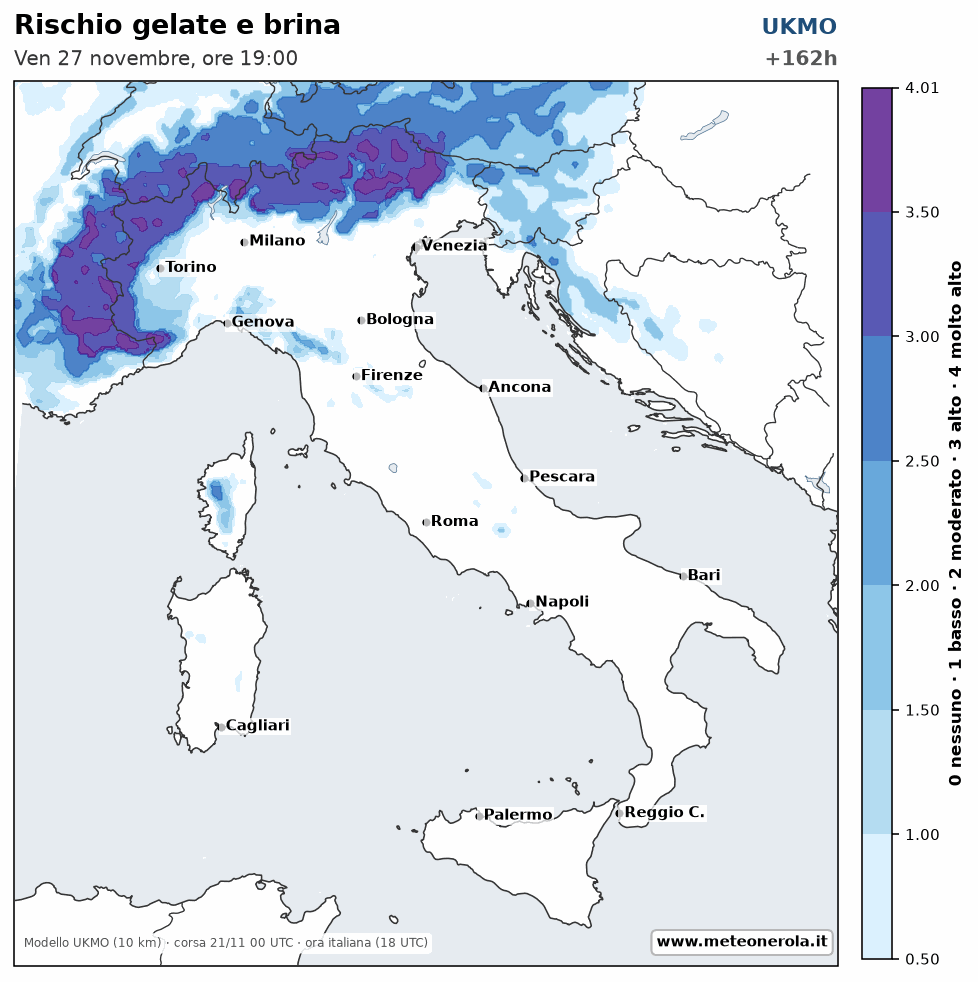 Rischio gelate e brina
UKMO
Ven 27 novembre, ore 19:00
+162h
4.01
3.50
3.00
2.50
2.00
1.50
1.00
0.50
0 nessuno · 1 basso · 2 moderato · 3 alto · 4 molto alto
Milano
Venezia
Torino
Genova
Bologna
Firenze
Ancona
Pescara
Roma
Bari
Napoli
Cagliari
Palermo
Reggio C.
Modello UKMO (10 km) · corsa 21/11 00 UTC · ora italiana (18 UTC)
www.meteonerola.it